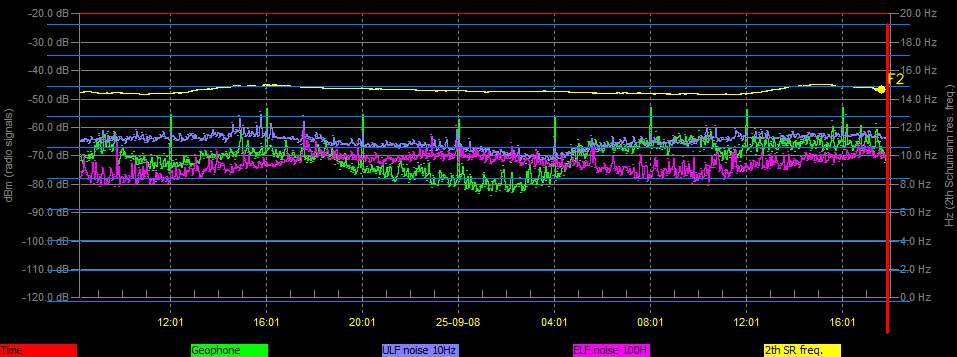 -20.0 dB 20.0 Hz
-30.0 dB 18.0 Hz
-40.0 dB 16.0 Hz
F2
-50.0 dB 14.0 Hz
-60.0 dB 12.0 Hz
-70.0 dB 10.0 Hz
-80.0 dB 8.0 Hz
-90.0 dB 6.0 Hz
-100.0 dB 4.0 Hz
-110.0 dB 2.0 Hz
-120.0 dB 0.0 Hz
dBm (radio signals)
Hz (2th Schumann res. freq.)
12:01 16:01 20:01 25-09-08 04:01 08:01 12:01 16:01
Time Geophone ULF noise 10Hz ELF noise 100H 2th SR freq.